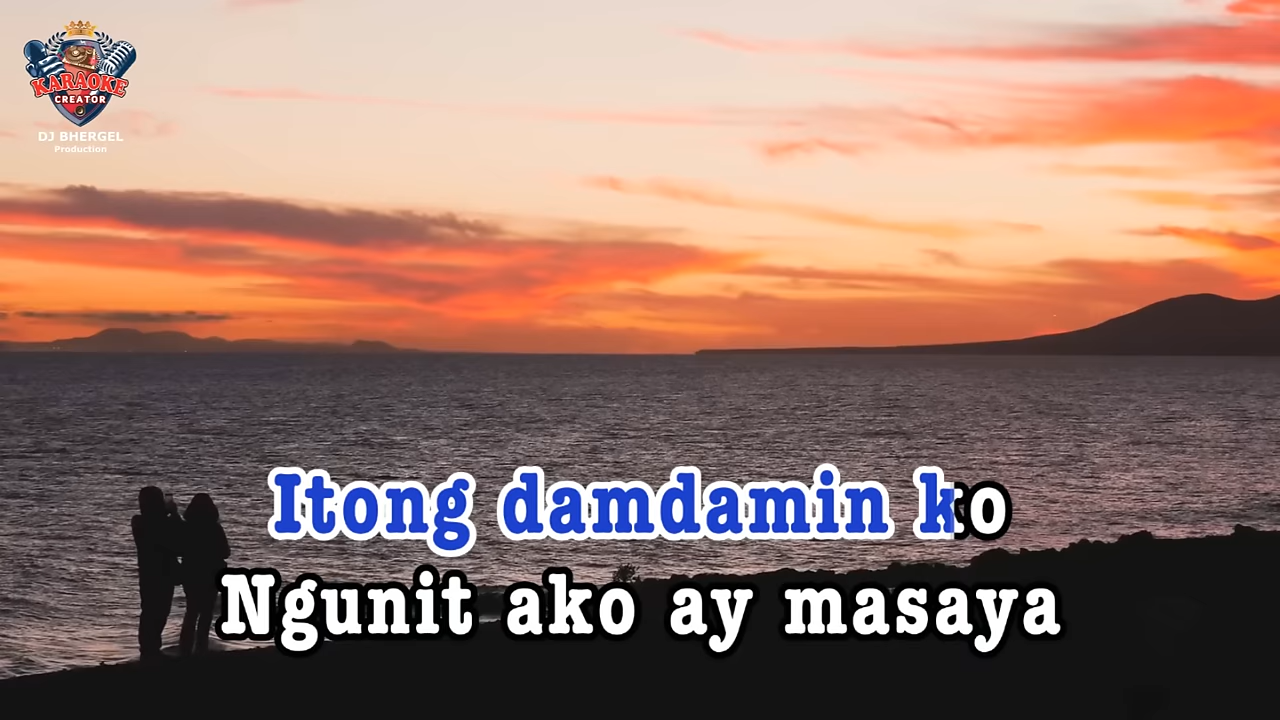 KARAOKE
CREATOR
DJ BHERGEL
Production
Itong damdamin ko
Ngunit ako ay masaya